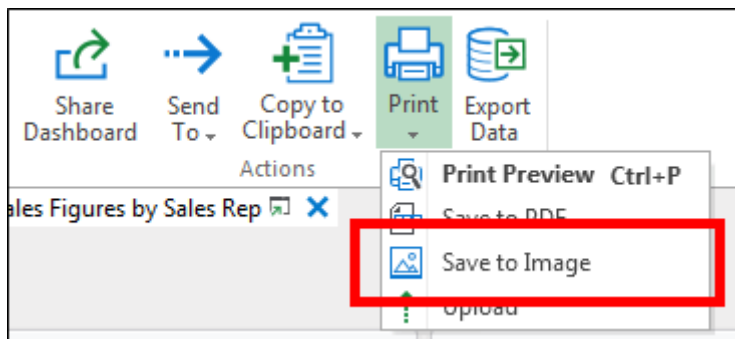 Share Dashboard
Send To
Copy to Clipboard
Print
Export Data
Actions
Print Preview Ctrl+P
ales Figures by Sales Rep
Save to PDF
Save to Image
Upload